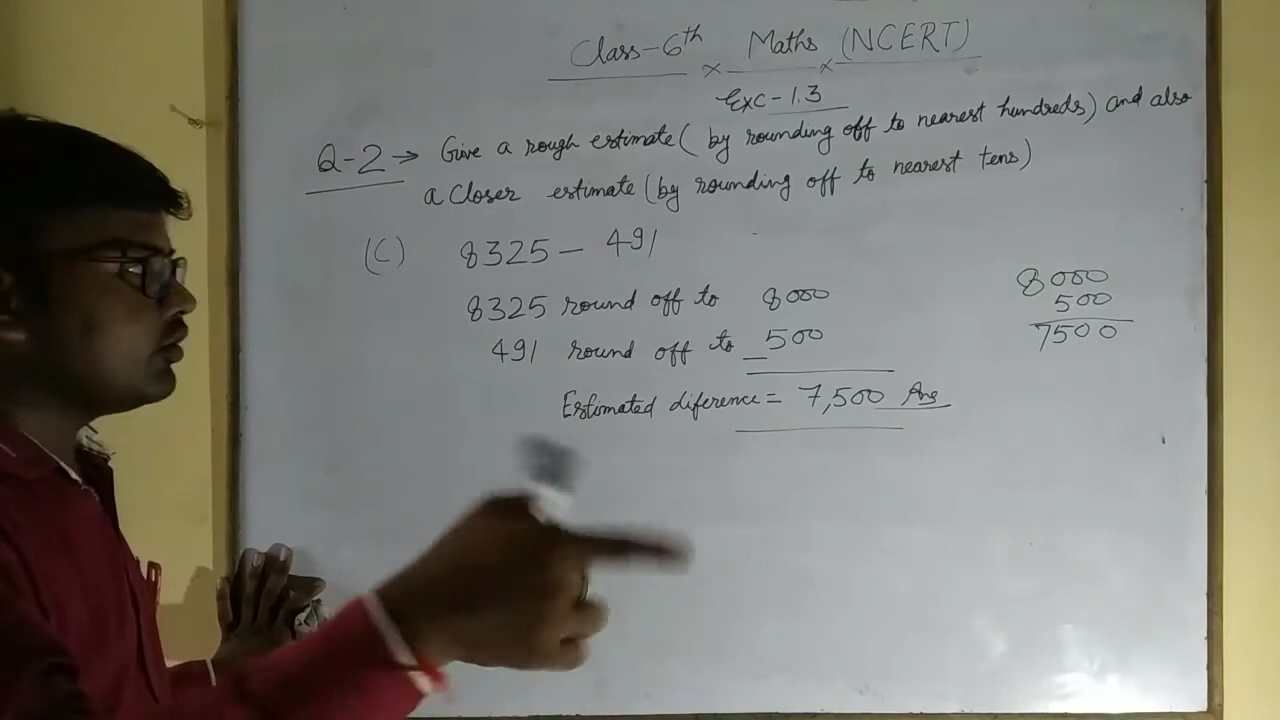 Class-6th × Maths × (NCERT)
Exc-1.3
Q-2 → Give a rough estimate (by rounding off to nearest hundreds) and also
a Closer estimate (by rounding off to nearest tens)
(C) 8325 - 491
8325 round off to 8000
491 round off to - 500
Estimated diference = 7,500 Ans
8000
500
7500